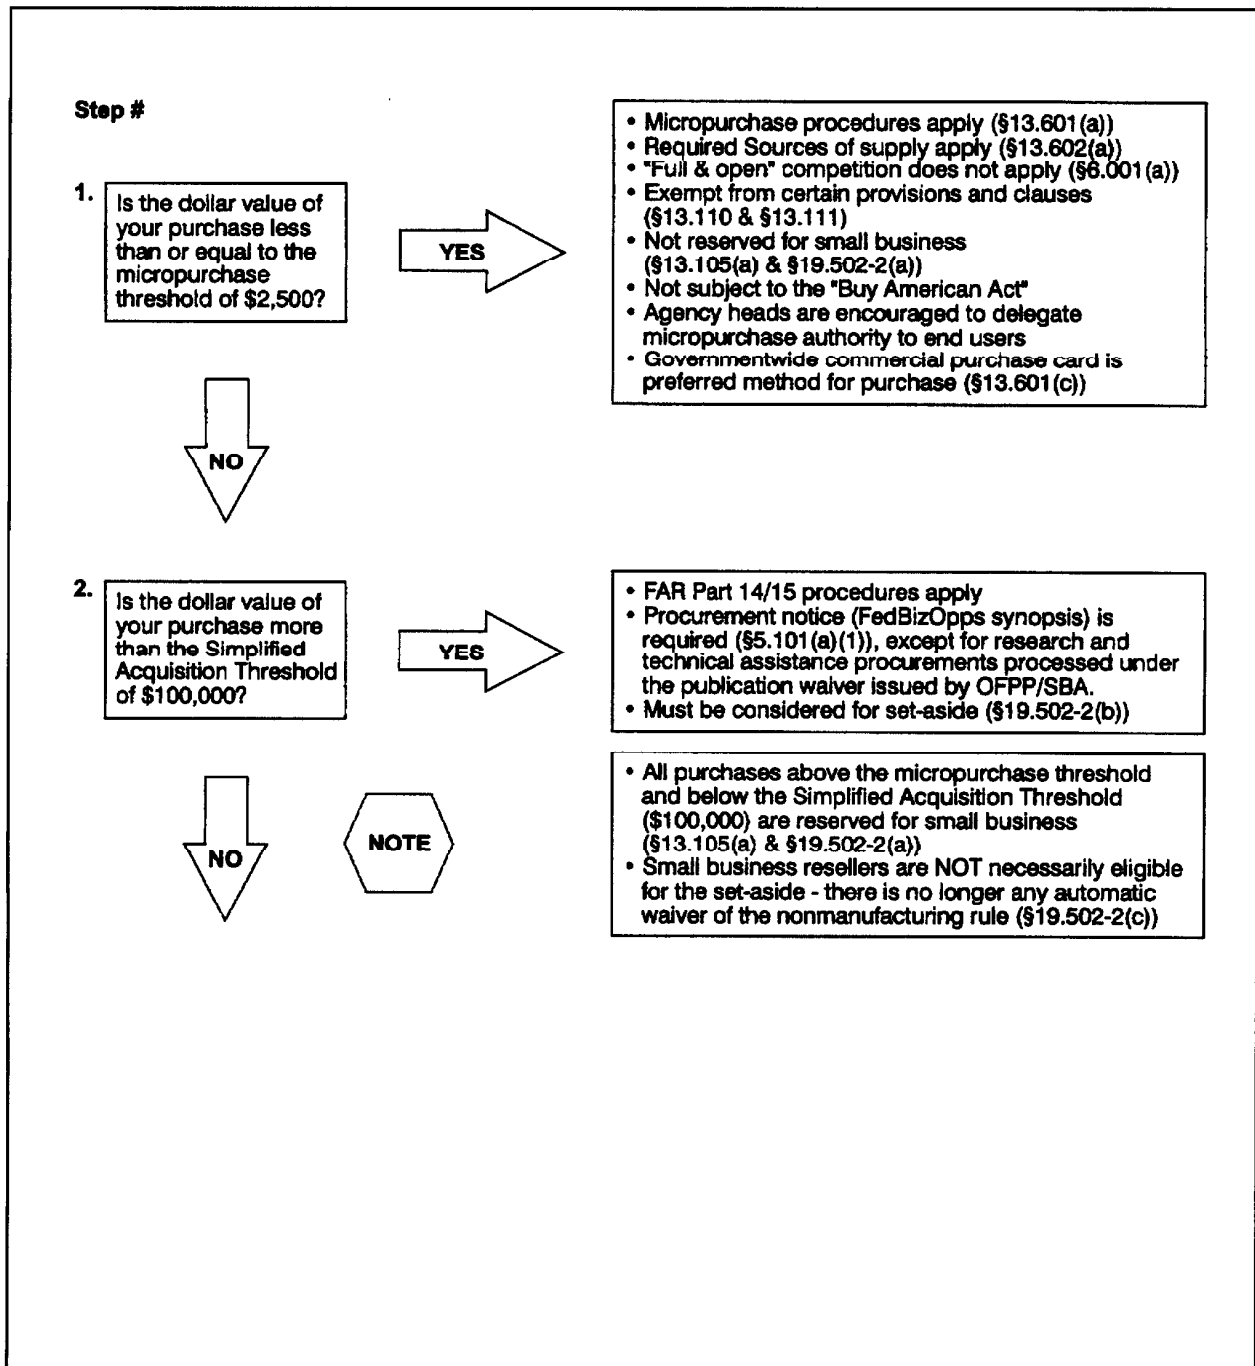 Step #
1.
Is the dollar value of
your purchase less
than or equal to the
micropurchase
threshold of $2,500?
YES
• Micropurchase procedures apply (§13.601(a))
• Required Sources of supply apply (§13.602(a))
• "Full & open" competition does not apply (§6.001(a))
• Exempt from certain provisions and clauses
(§13.110 & §13.111)
• Not reserved for small business
(§13.105(a) & §19.502-2(a))
• Not subject to the "Buy American Act"
• Agency heads are encouraged to delegate
micropurchase authority to end users
• Governmentwide commercial purchase card is
preferred method for purchase (§13.601(c))
NO
2.
Is the dollar value of
your purchase more
than the Simplified
Acquisition Threshold
of $100,000?
YES
• FAR Part 14/15 procedures apply
• Procurement notice (FedBizOpps synopsis) is
required (§5.101(a)(1)), except for research and
technical assistance procurements processed under
the publication waiver issued by OFPP/SBA.
• Must be considered for set-aside (§19.502-2(b))
NO
NOTE
• All purchases above the micropurchase threshold
and below the Simplified Acquisition Threshold
($100,000) are reserved for small business
(§13.105(a) & §19.502-2(a))
• Small business resellers are NOT necessarily eligible
for the set-aside - there is no longer any automatic
waiver of the nonmanufacturing rule (§19.502-2(c))